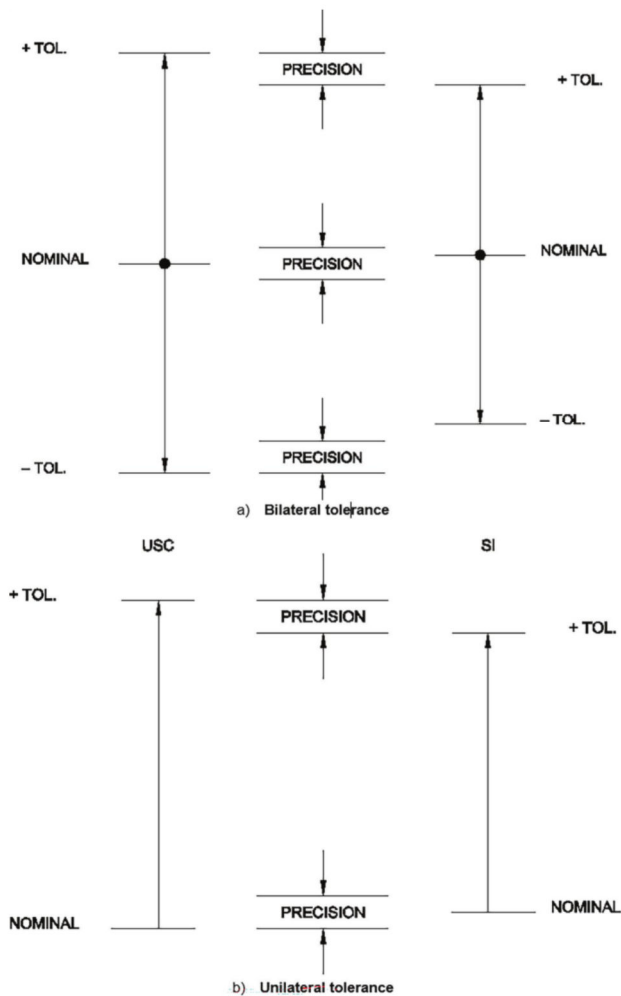 + TOL.
PRECISION
+ TOL.
NOMINAL
PRECISION
NOMINAL
PRECISION
– TOL.
– TOL.
a) Bilateral tolerance
USC
SI
+ TOL.
PRECISION
+ TOL.
NOMINAL
PRECISION
NOMINAL
b) Unilateral tolerance